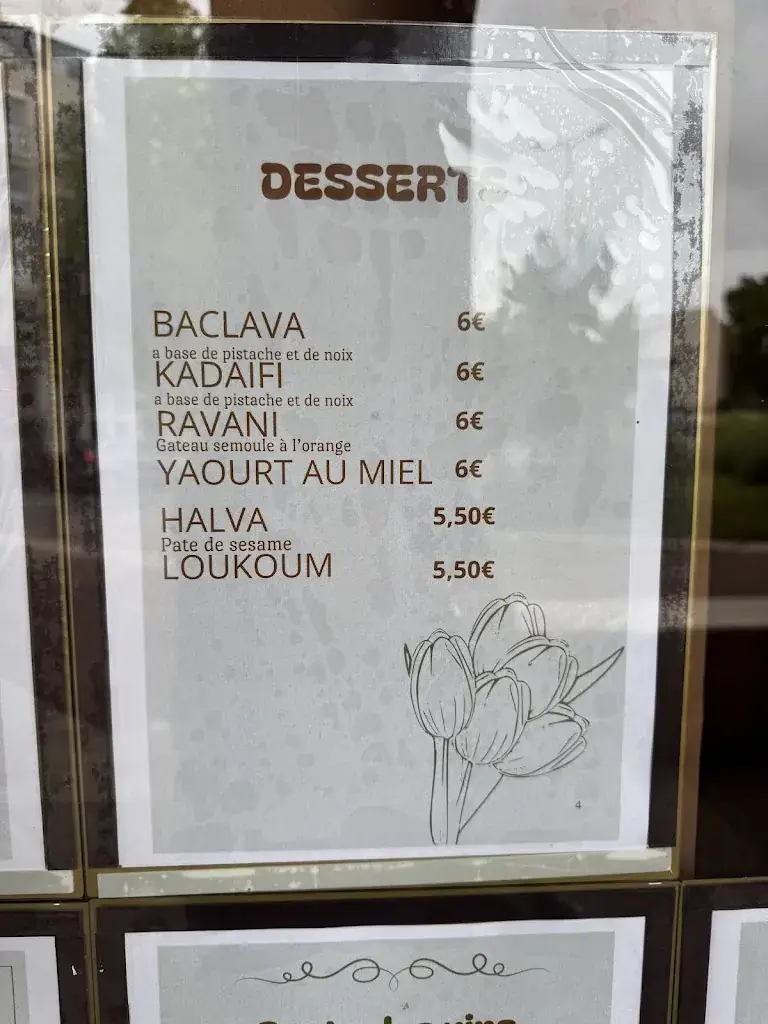 DESSERTS
BACLAVA 6€
a base de pistache et de noix
KADAIFI 6€
a base de pistache et de noix
RAVANI 6€
Gateau semoule à l'orange
YAOURT AU MIEL 6€
HALVA 5,50€
Pate de sesame
LOUKOUM 5,50€
4